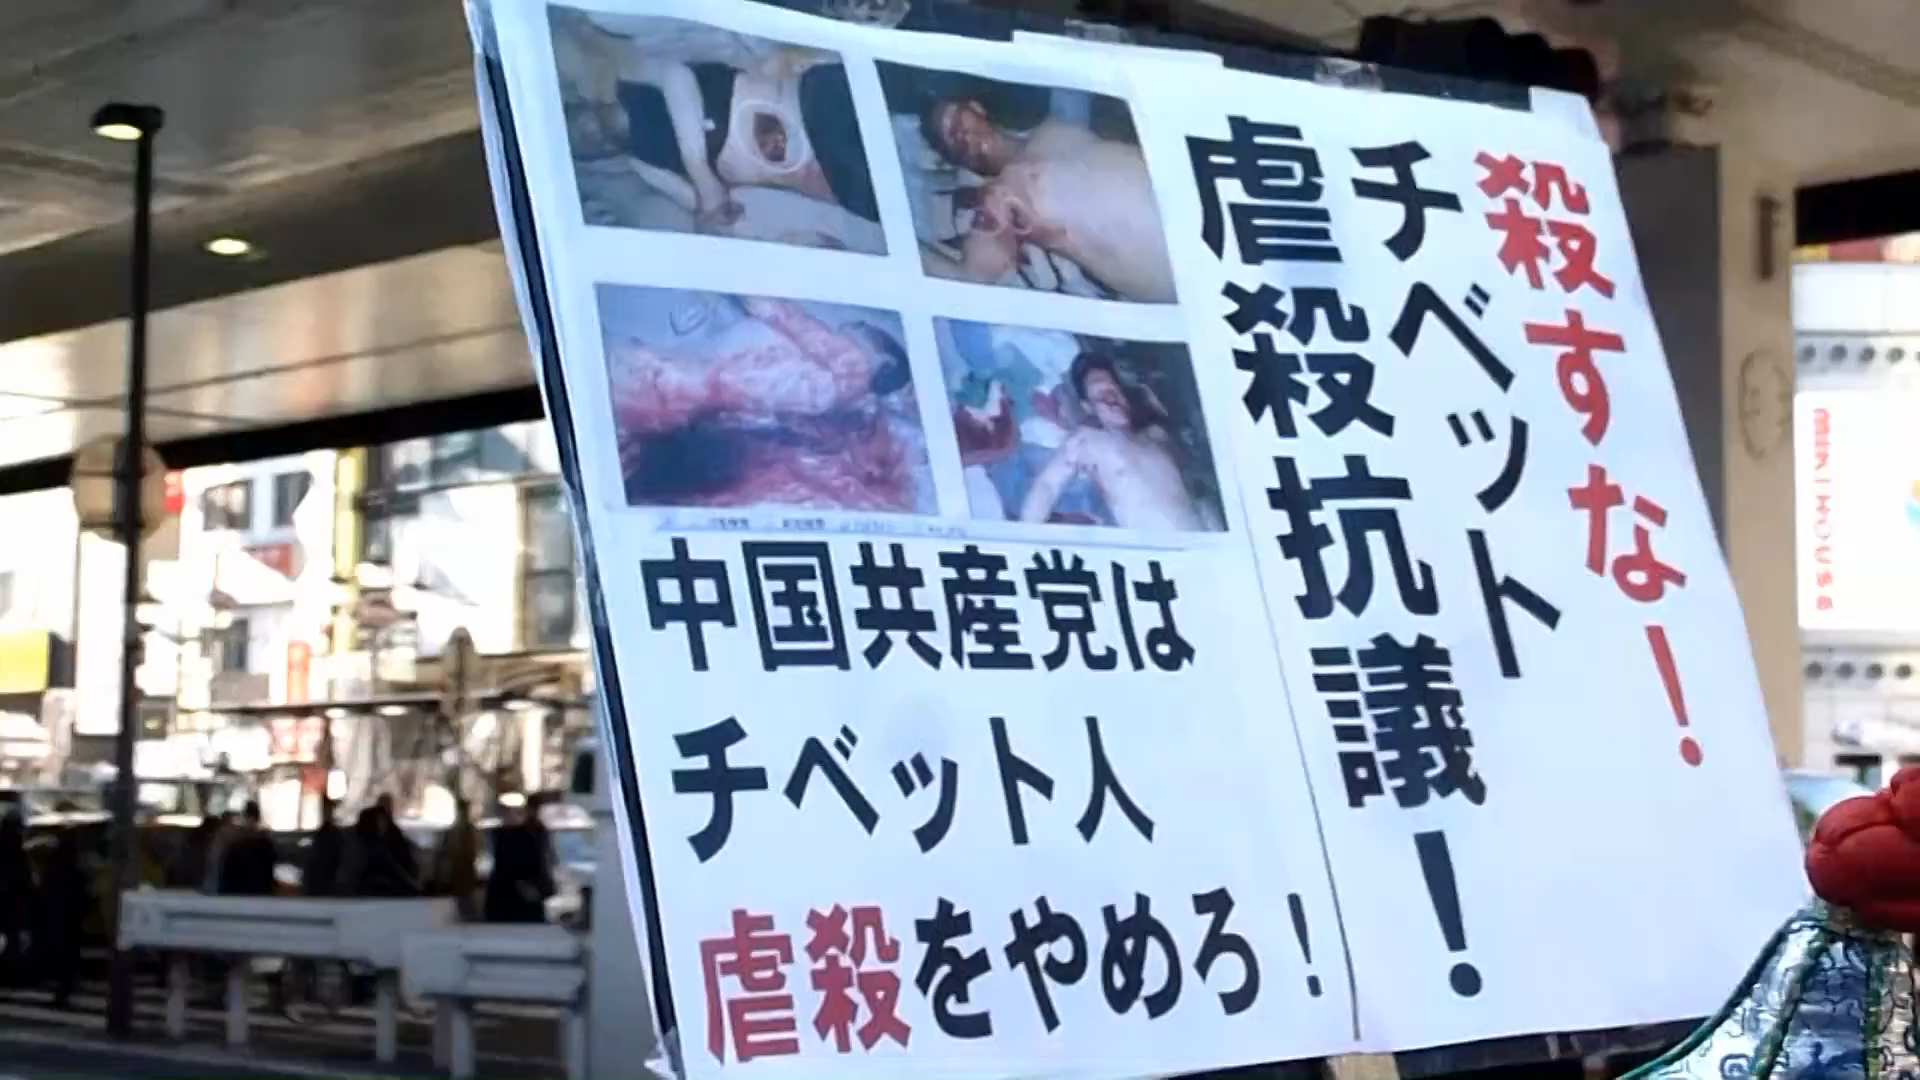 殺すな！
チベット
虐殺抗議！
中国共産党は
チベット人
虐殺をやめろ！